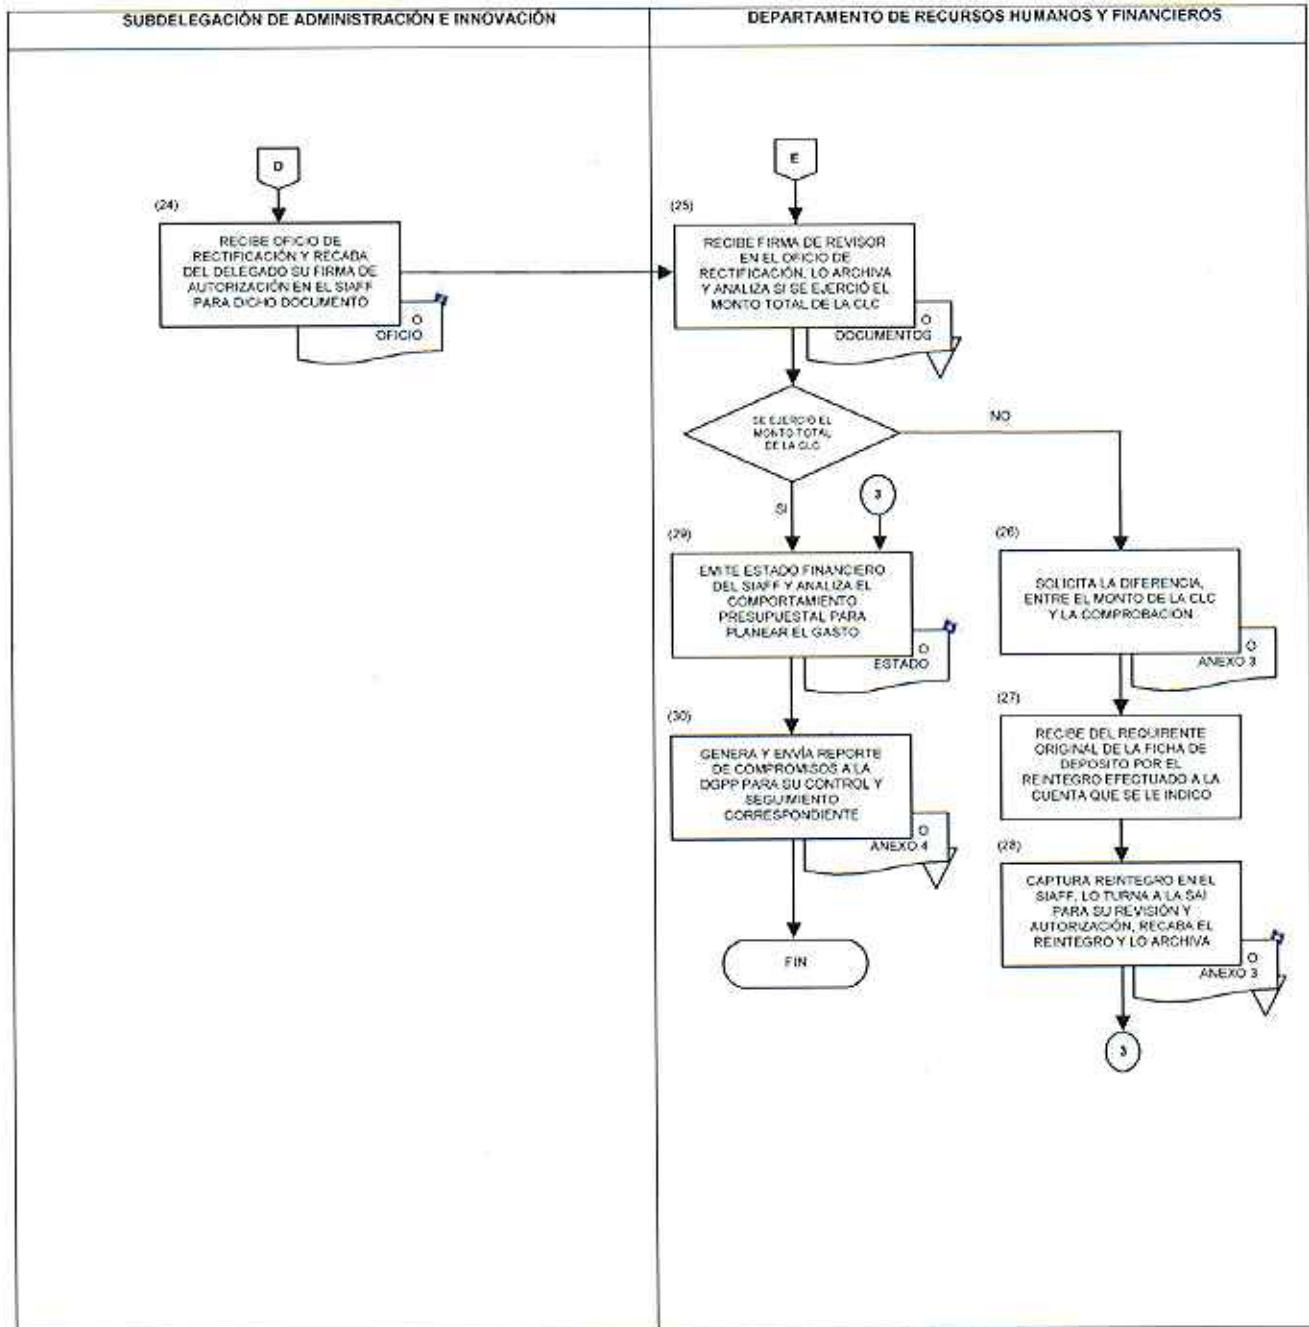 SUBDELEGACIÓN DE ADMINISTRACIÓN E INNOVACIÓN
DEPARTAMENTO DE RECURSOS HUMANOS Y FINANCIEROS
D
(24)
RECIBE OFICIO DE
RECTIFICACIÓN Y RECABA
DEL DELEGADO SU FIRMA DE
AUTORIZACIÓN EN EL SIAFF
PARA DICHO DOCUMENTO
O
OFICIO
E
(25)
RECIBE FIRMA DE REVISOR
EN EL OFICIO DE
RECTIFICACIÓN, LO ARCHIVA
Y ANALIZA SI SE EJERCIÓ EL
MONTO TOTAL DE LA CLC
O
DOCUMENTOS
SE EJERCIÓ EL
MONTO TOTAL
DE LA CLC
NO
SI
3
(29)
EMITE ESTADO FINANCIERO
DEL SIAFF Y ANALIZA EL
COMPORTAMIENTO
PRESUPUESTAL PARA
PLANEAR EL GASTO
O
ESTADO
(30)
GENERA Y ENVÍA REPORTE
DE COMPROMISOS A LA
DGPP PARA SU CONTROL Y
SEGUIMIENTO
CORRESPONDIENTE
O
ANEXO 4
FIN
(26)
SOLICITA LA DIFERENCIA,
ENTRE EL MONTO DE LA CLC
Y LA COMPROBACIÓN
O
ANEXO 3
(27)
RECIBE DEL REQUIRENTE
ORIGINAL DE LA FICHA DE
DEPOSITO POR EL
REINTEGRO EFECTUADO A LA
CUENTA QUE SE LE INDICO
(28)
CAPTURA REINTEGRO EN EL
SIAFF, LO TURNA A LA SAI
PARA SU REVISIÓN Y
AUTORIZACIÓN, RECABA EL
REINTEGRO Y LO ARCHIVA
O
ANEXO 3
3